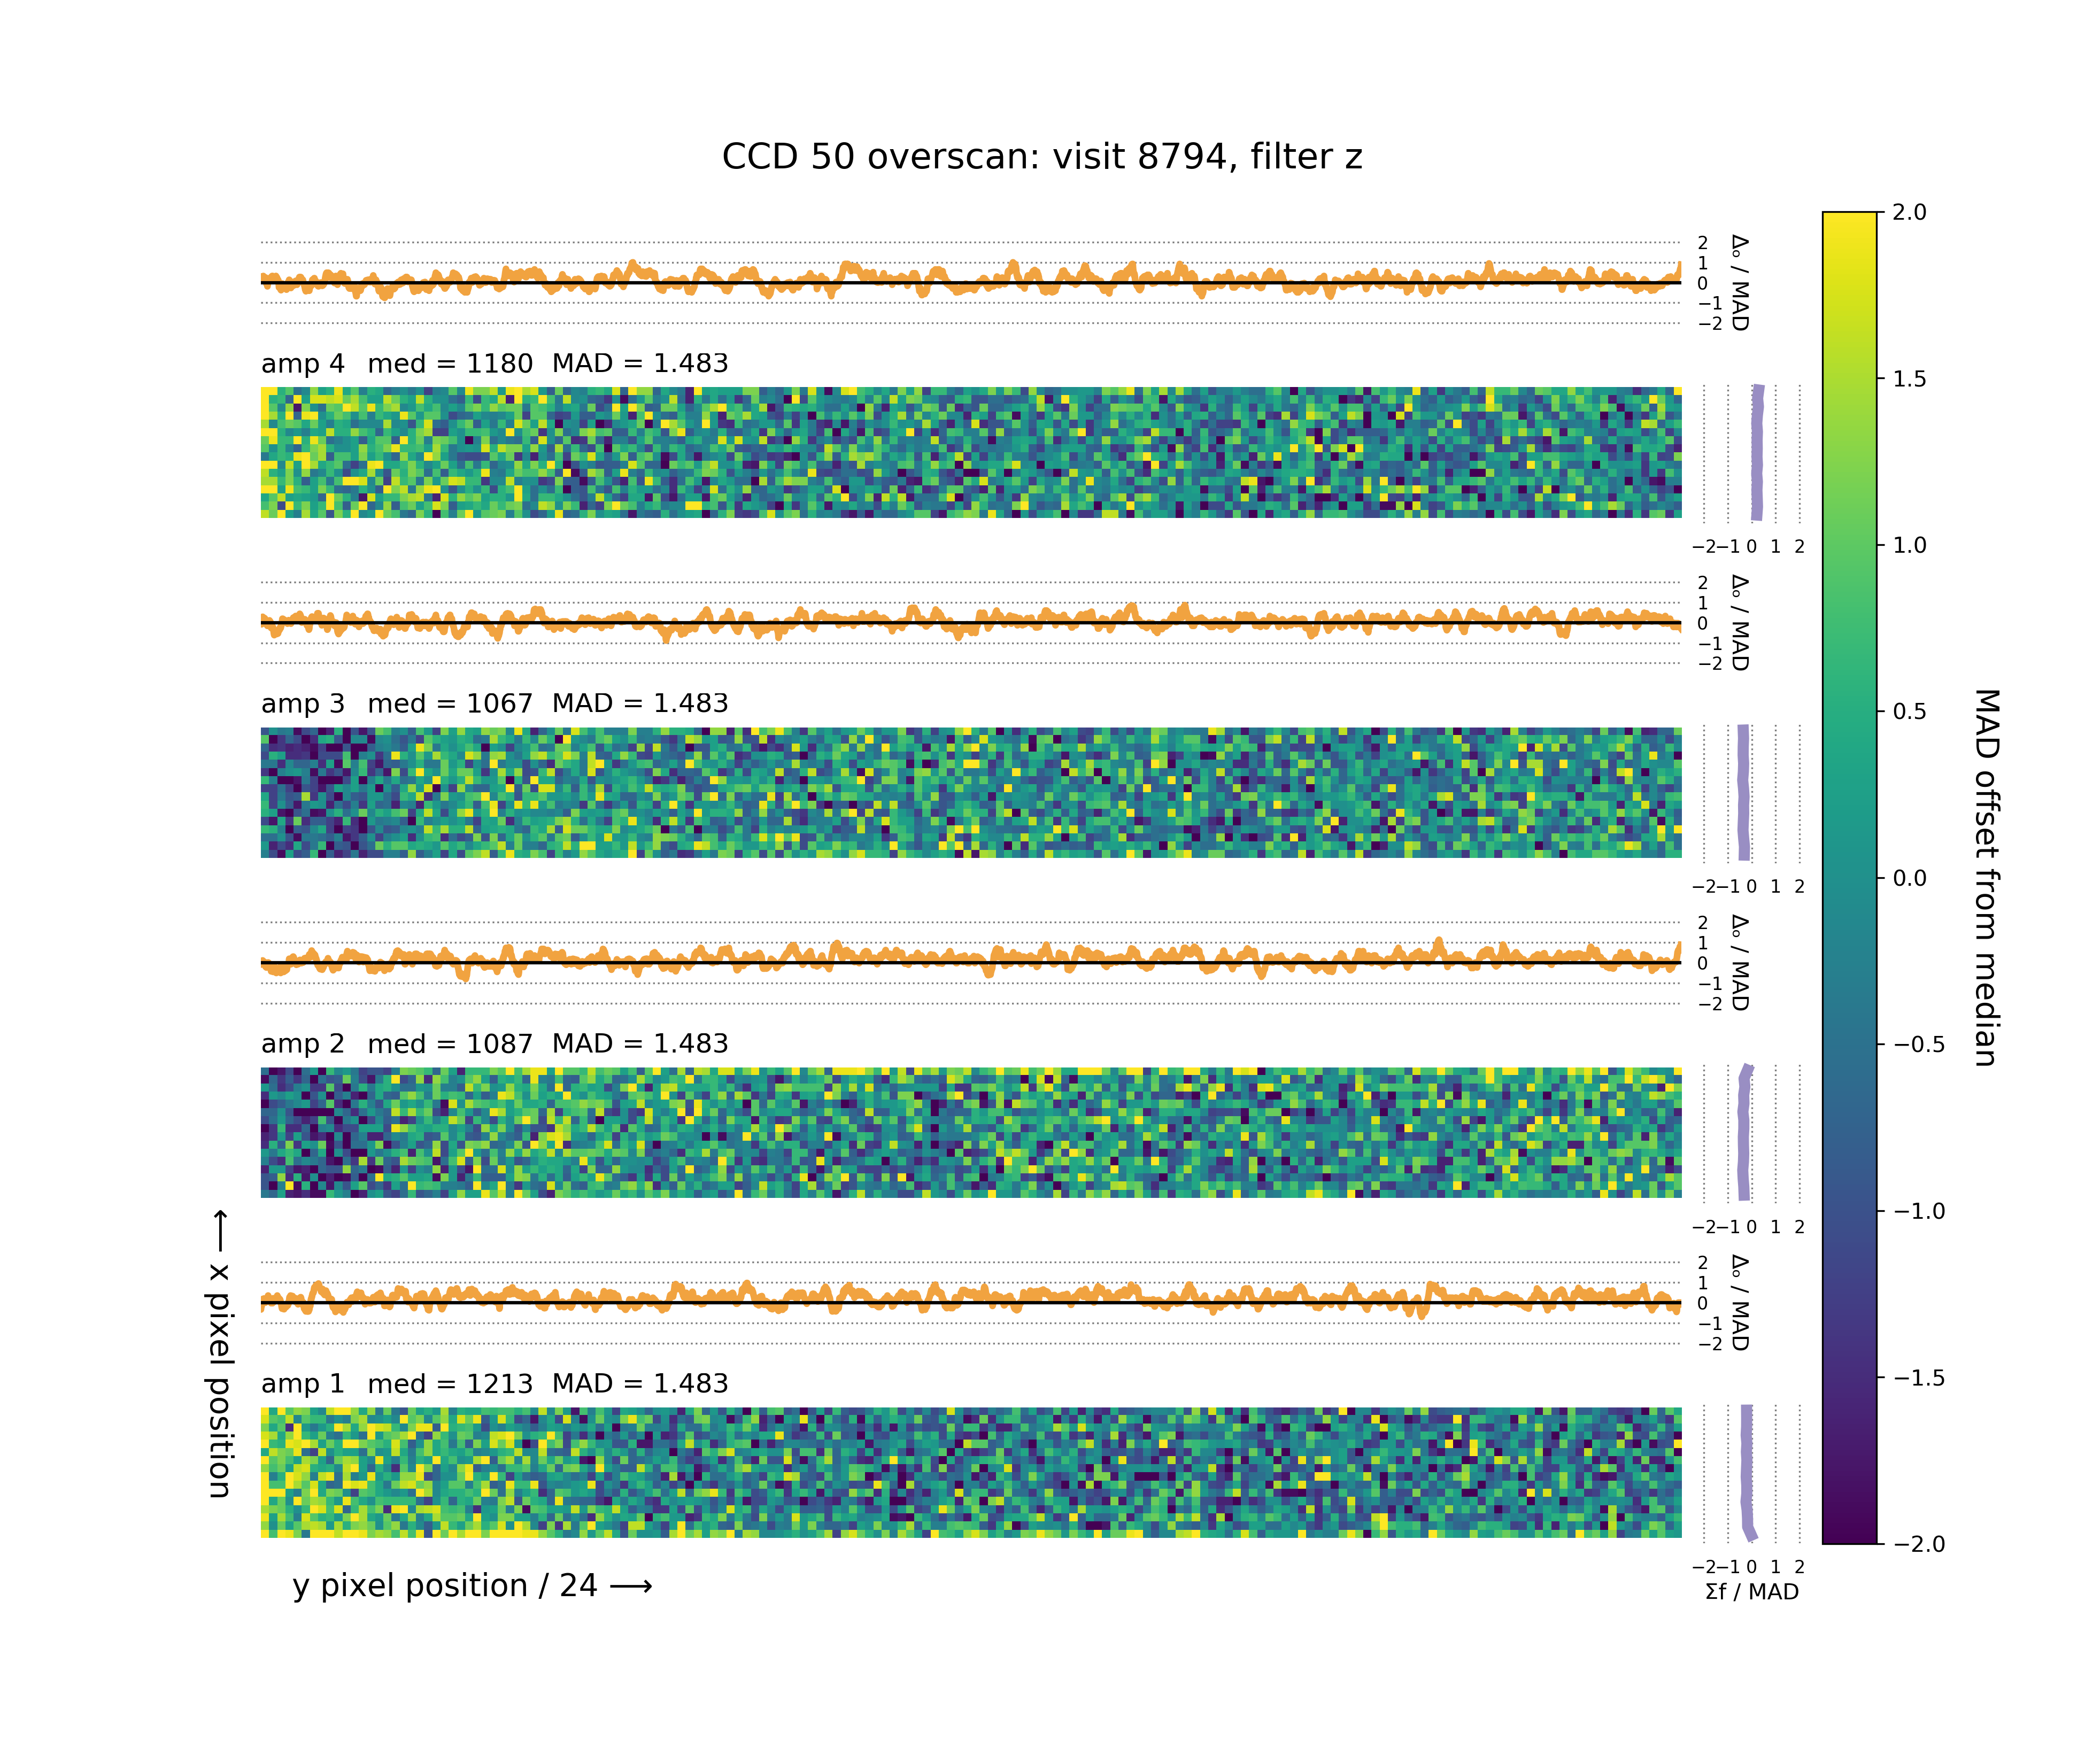 CCD 50 overscan: visit 8794, filter z
2
1
0
−1
−2
Δₒ / MAD
amp 4 med = 1180 MAD = 1.483
−2 −1 0 1 2
2
1
0
−1
−2
Δₒ / MAD
amp 3 med = 1067 MAD = 1.483
−2 −1 0 1 2
2
1
0
−1
−2
Δₒ / MAD
amp 2 med = 1087 MAD = 1.483
−2 −1 0 1 2
2
1
0
−1
−2
Δₒ / MAD
amp 1 med = 1213 MAD = 1.483
−2 −1 0 1 2
Σf / MAD
⟵ x pixel position
y pixel position / 24 ⟶
2.0
1.5
1.0
0.5
0.0
−0.5
−1.0
−1.5
−2.0
MAD offset from median